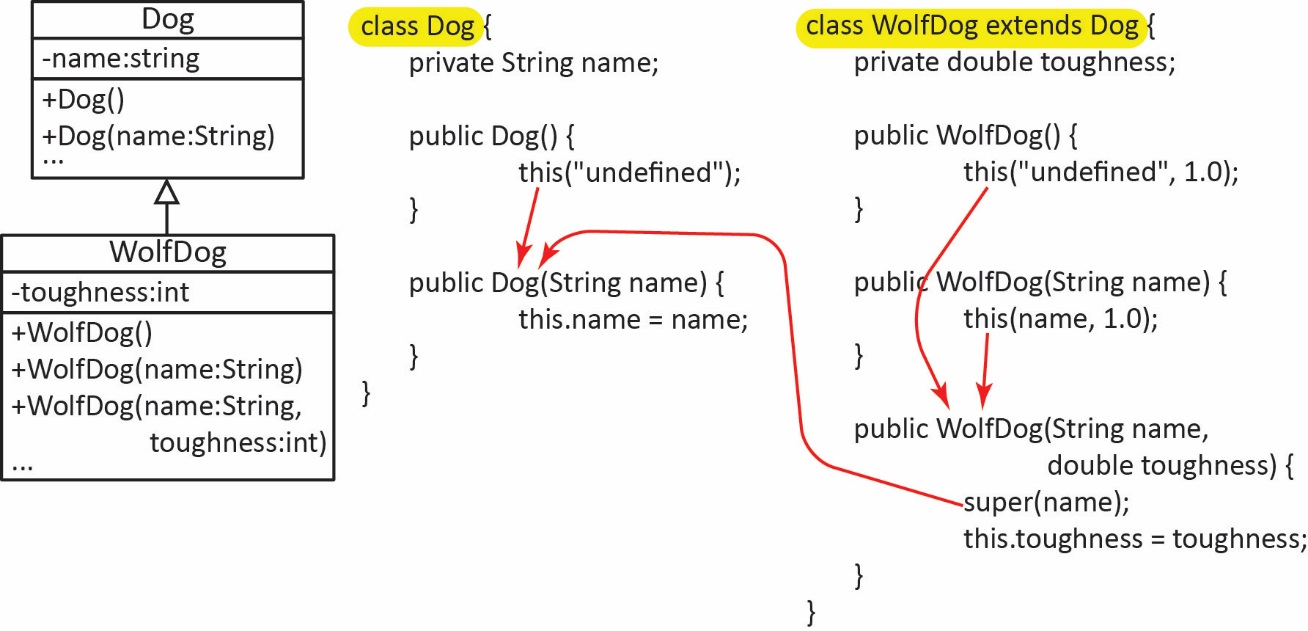 Dog
-name:string
+Dog()
+Dog(name:String)
...
WolfDog
-toughness:int
+WolfDog()
+WolfDog(name:String)
+WolfDog(name:String,
toughness:int)
...
class Dog {
private String name;
public Dog() {
this("undefined");
}
public Dog(String name) {
this.name = name;
}
}
class WolfDog extends Dog {
private double toughness;
public WolfDog() {
this("undefined", 1.0);
}
public WolfDog(String name) {
this(name, 1.0);
}
public WolfDog(String name,
double toughness) {
super(name);
this.toughness = toughness;
}
}